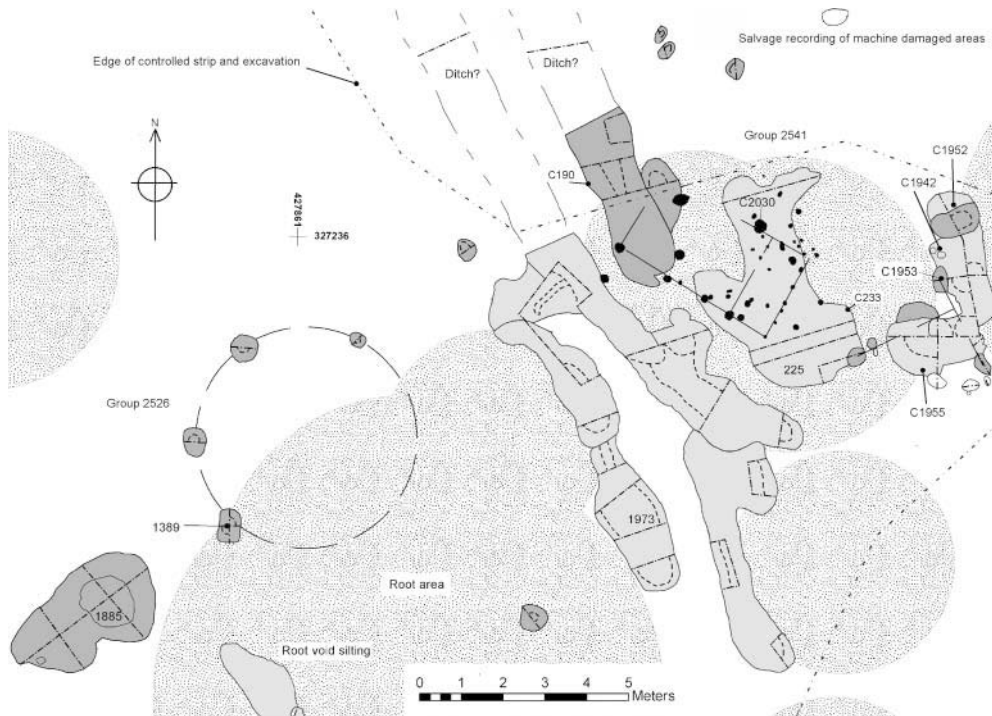 Salvage recording of machine damaged areas
Edge of controlled strip and excavation
Ditch?
Ditch?
Group 2541
C1952
C190
C1942
N
C2030
427861
327236
C1953
C233
225
Group 2526
C1955
1389
1973
Root area
1885
Root void silting
0 1 2 3 4 5
Meters